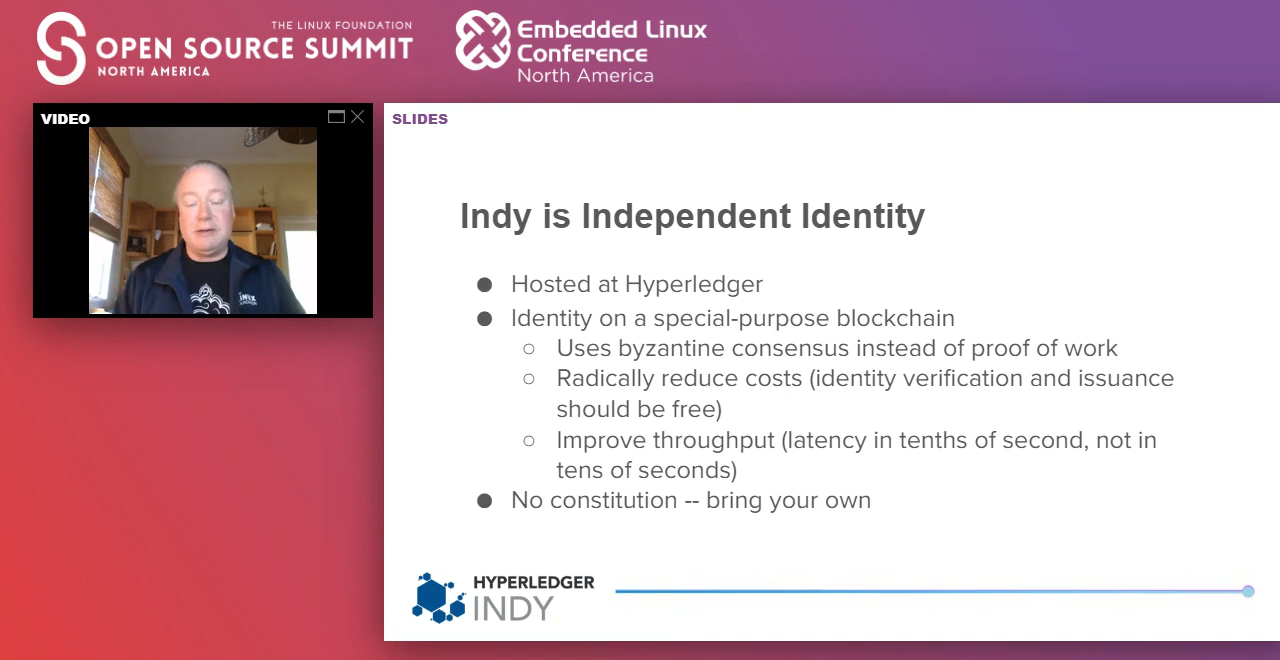 THE LINUX FOUNDATION
OPEN SOURCE SUMMIT
NORTH AMERICA
Embedded Linux
Conference
North America
VIDEO
SLIDES
Indy is Independent Identity
● Hosted at Hyperledger
● Identity on a special-purpose blockchain
○ Uses byzantine consensus instead of proof of work
○ Radically reduce costs (identity verification and issuance
should be free)
○ Improve throughput (latency in tenths of second, not in
tens of seconds)
● No constitution -- bring your own
HYPERLEDGER
INDY